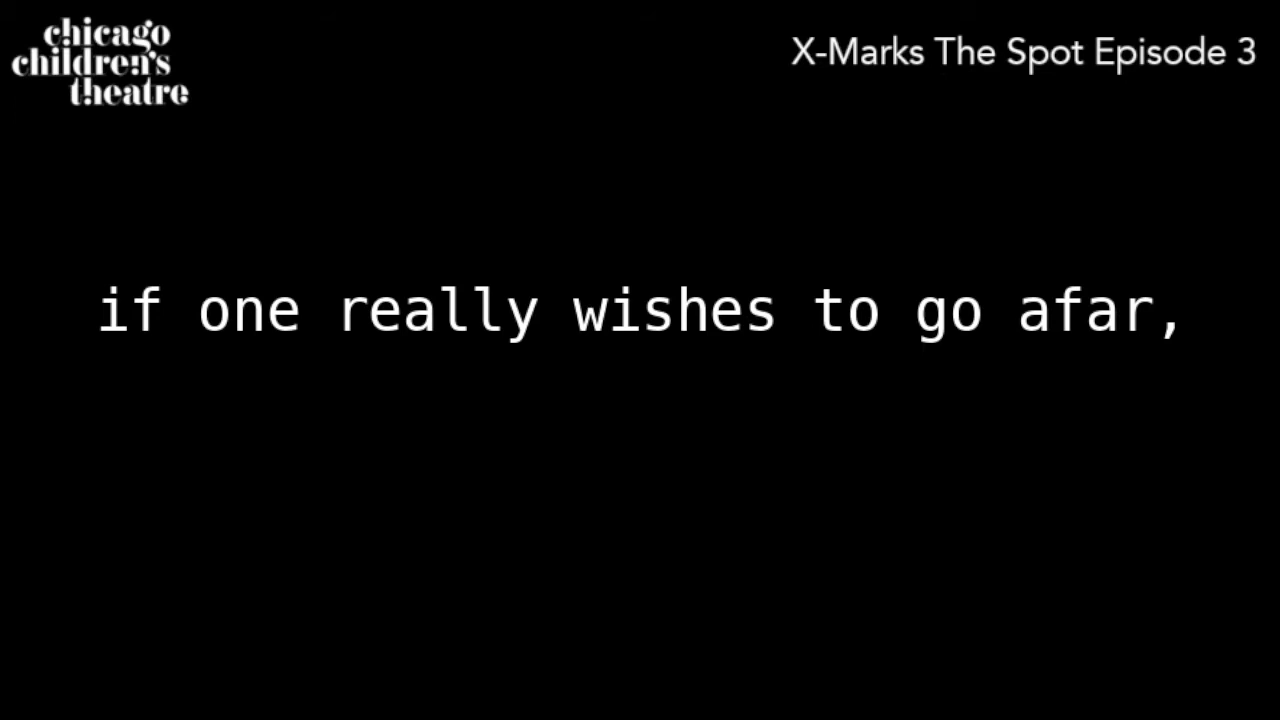 chicago
children's
theatre
X-Marks The Spot Episode 3
if one really wishes to go afar,